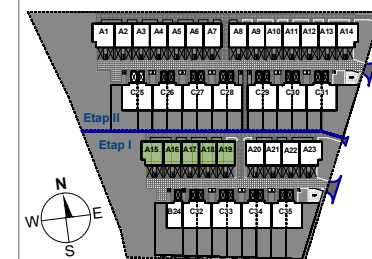 A1 A2 A3 A4 A5 A6 A7 A8 A9 A10 A11 A12 A13 A14
C25 C26 C27 C28 C29 C30 C31
Etap II
Etap I
A15 A16 A17 A18 A19 A20 A21 A22 A23
B24 C32 C33 C34 C35
N
W E
S